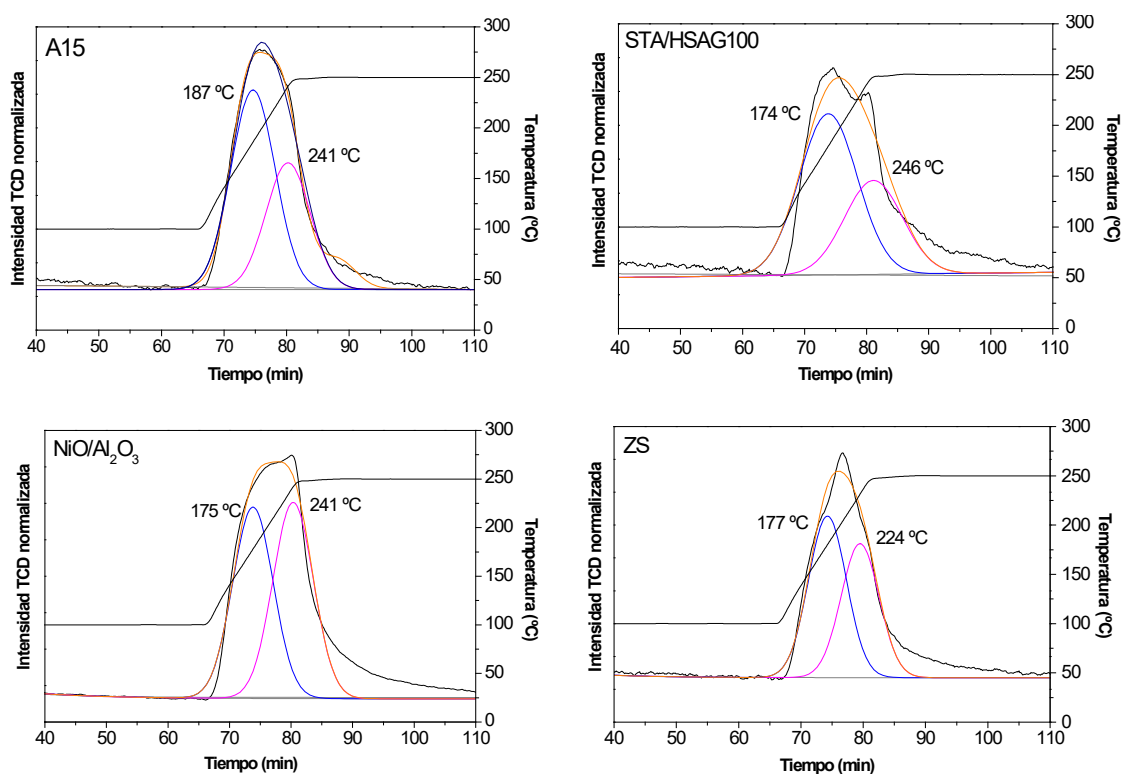 A15
187 ºC
241 ºC
Intensidad TCD normalizada
Temperatura (ºC)
300
250
200
150
100
50
0
40 50 60 70 80 90 100 110
Tiempo (min)
STA/HSAG100
174 ºC
246 ºC
Intensidad TCD normalizada
Temperatura (ºC)
300
250
200
150
100
50
0
40 50 60 70 80 90 100 110
Tiempo (min)
NiO/Al₂O₃
175 ºC
241 ºC
Intensidad TCD normalizada
Temperatura (ºC)
300
250
200
150
100
50
0
40 50 60 70 80 90 100 110
Tiempo (min)
ZS
177 ºC
224 ºC
Intensidad TCD normalizada
Temperatura (ºC)
300
250
200
150
100
50
0
40 50 60 70 80 90 100 110
Tiempo (min)